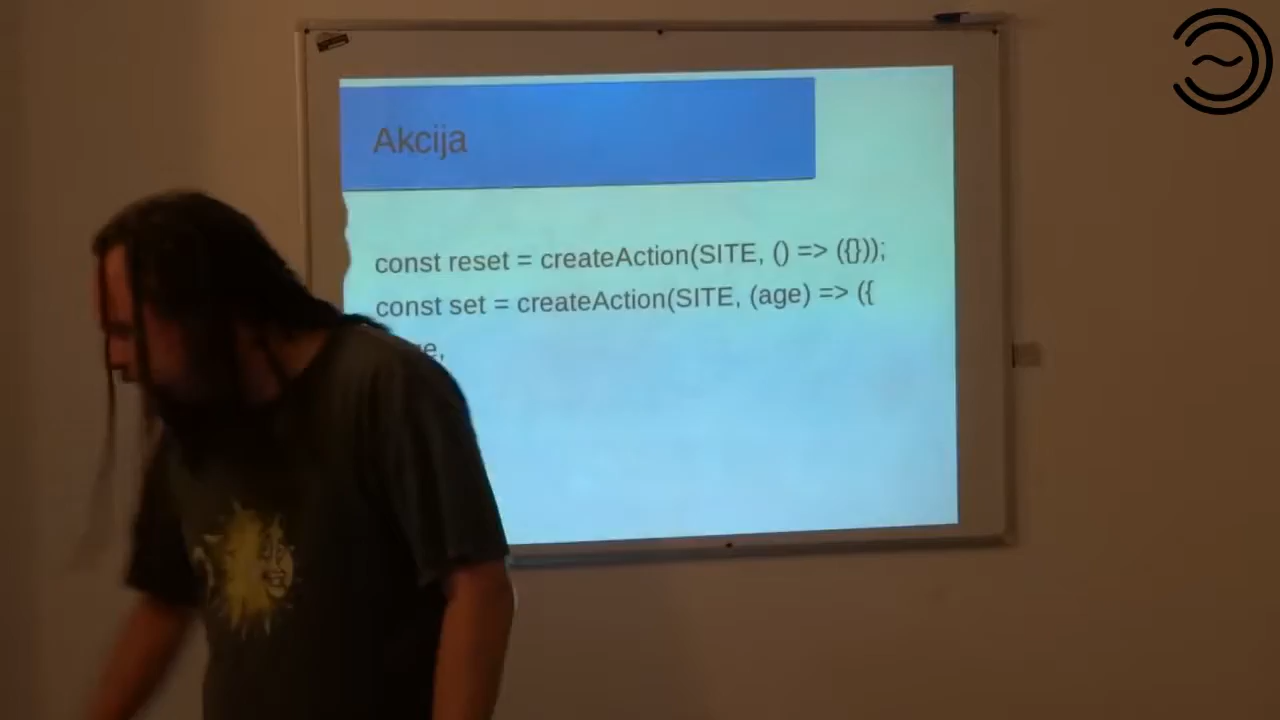 Akcija
const reset = createAction(SITE, () => ({}));
const set = createAction(SITE, (age) => ({